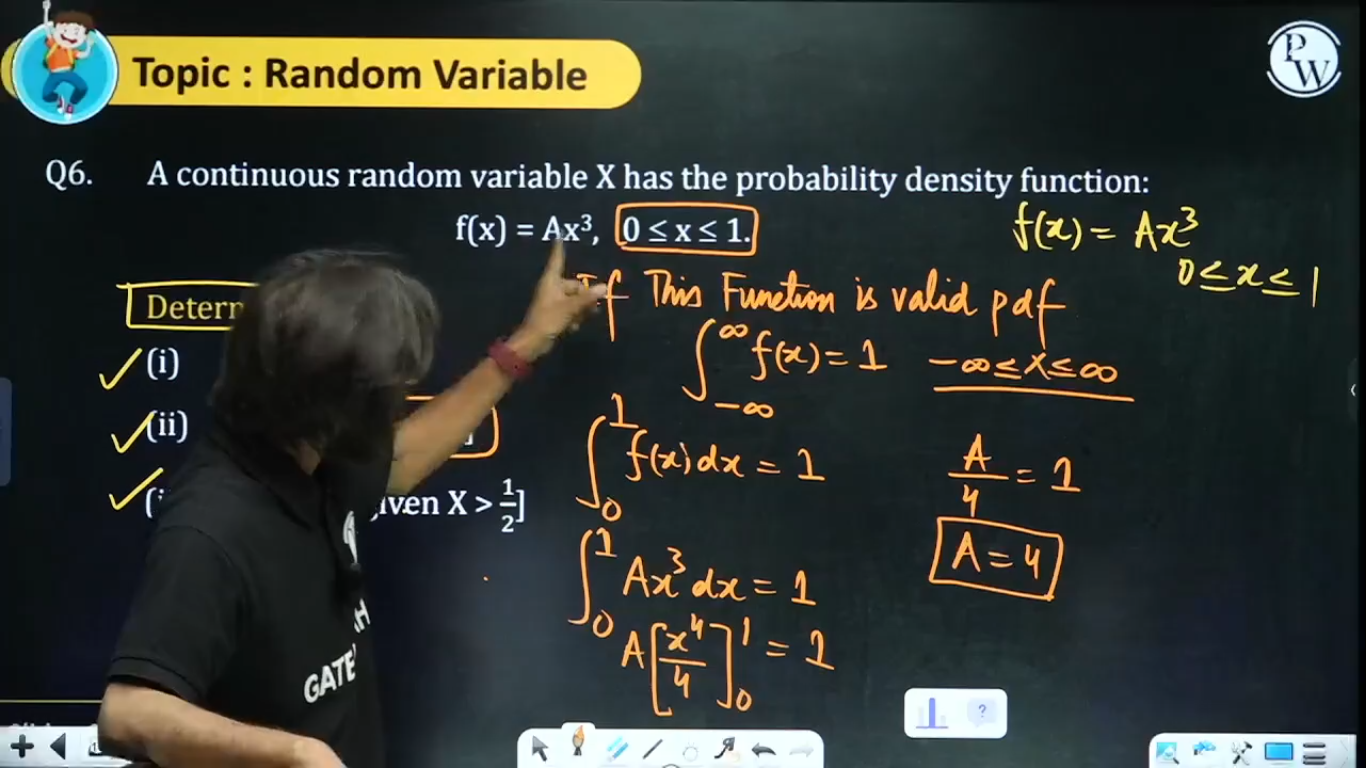 Topic : Random Variable
PW
Q6. A continuous random variable X has the probability density function:
f(x) = Ax³, 0 ≤ x ≤ 1.
f(x) = Ax³
0 ≤ x ≤ 1
If This Function is valid pdf
Determ
∫_{-∞}^{∞} f(x) = 1 -∞ ≤ X ≤ ∞
(i)
(ii)
∫_0^1 f(x) dx = 1
A/4 = 1
given X > 1/2]
A = 4
∫_0^1 Ax³ dx = 1
A[x⁴/4]_0^1 = 1
GATE